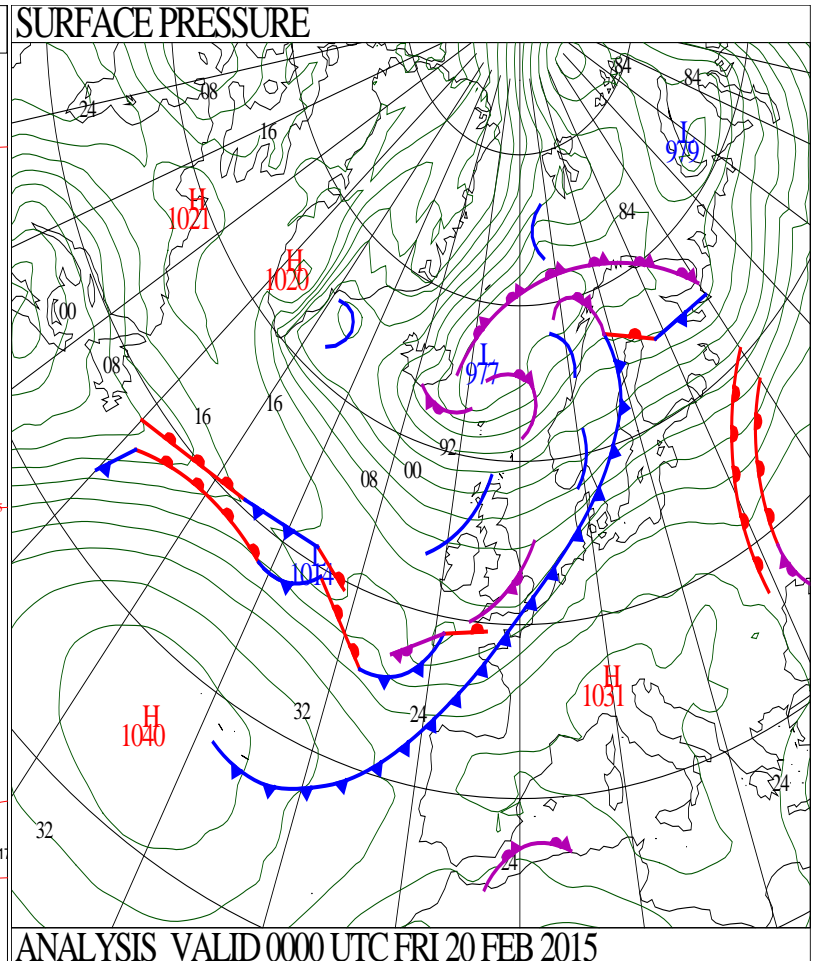 SURFACE PRESSURE
84
84
08
24
16
L
979
H
1021
84
H
1020
00
L
977
08
16
16
92
08
00
L
1014
H
1031
H
1040
32
24
24
32
24
ANALYSIS VALID 0000 UTC FRI 20 FEB 2015